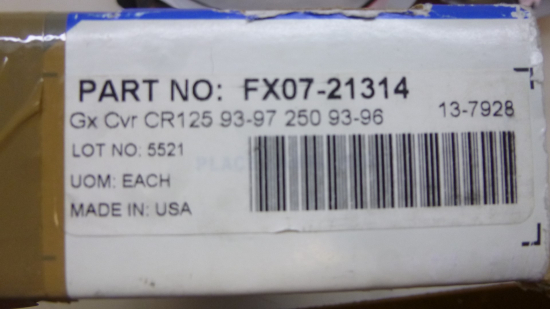 PART NO: FX07-21314
Gx Cvr CR125 93-97 250 93-96 13-7928
LOT NO: 5521
UOM: EACH
MADE IN: USA